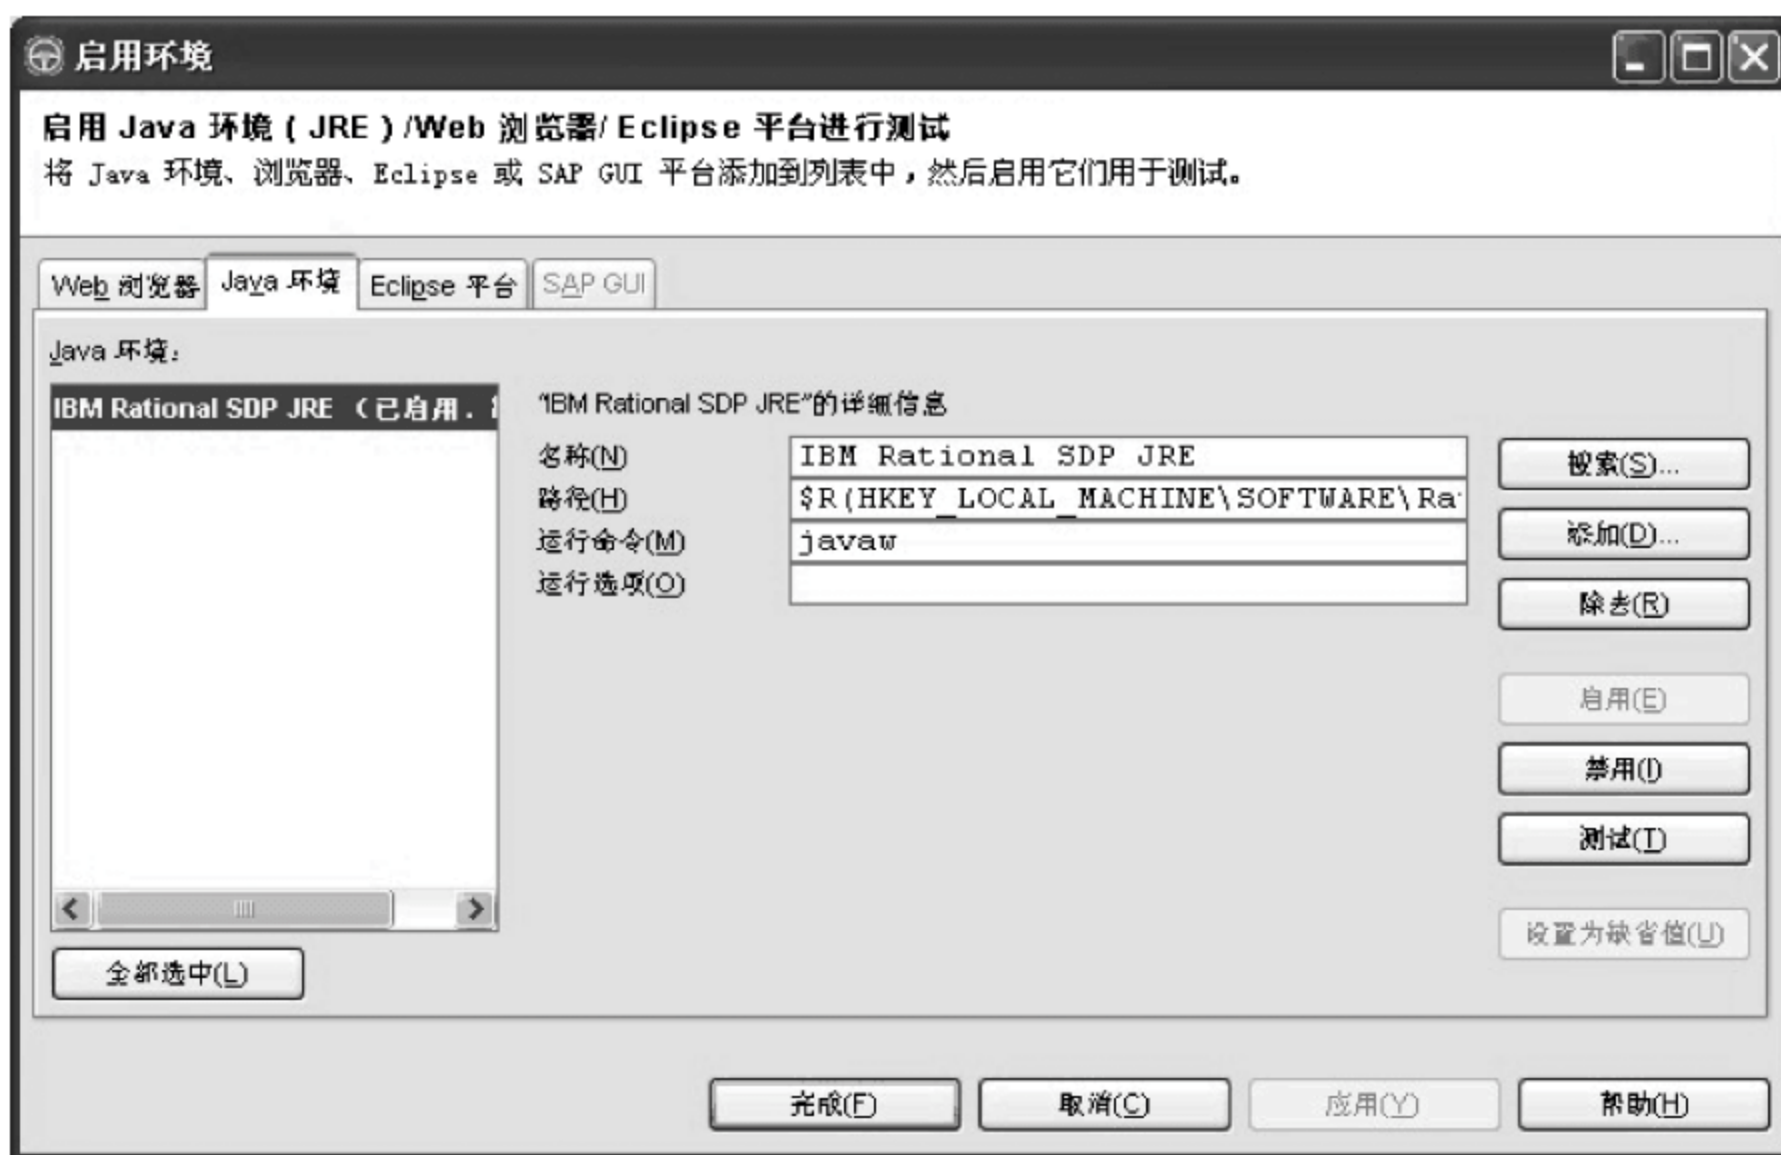 启用环境
启用 Java 环境 ( JRE ) /Web 浏览器/ Eclipse 平台进行测试
将 Java 环境、浏览器、Eclipse 或 SAP GUI 平台添加到列表中，然后启用它们用于测试。
Web 浏览器 Java 环境 Eclipse 平台 SAP GUI
Java 环境:
IBM Rational SDP JRE （已启用.
"IBM Rational SDP JRE"的详细信息
名称(N) IBM Rational SDP JRE 搜索(S)...
路径(H) $R(HKEY_LOCAL_MACHINE\SOFTWARE\Ra
运行命令(M) javaw 添加(D)...
运行选项(O) 除去(R)
启用(E)
禁用(I)
测试(T)
设置为缺省值(U)
全部选中(L)
完成(F) 取消(C) 应用(Y) 帮助(H)